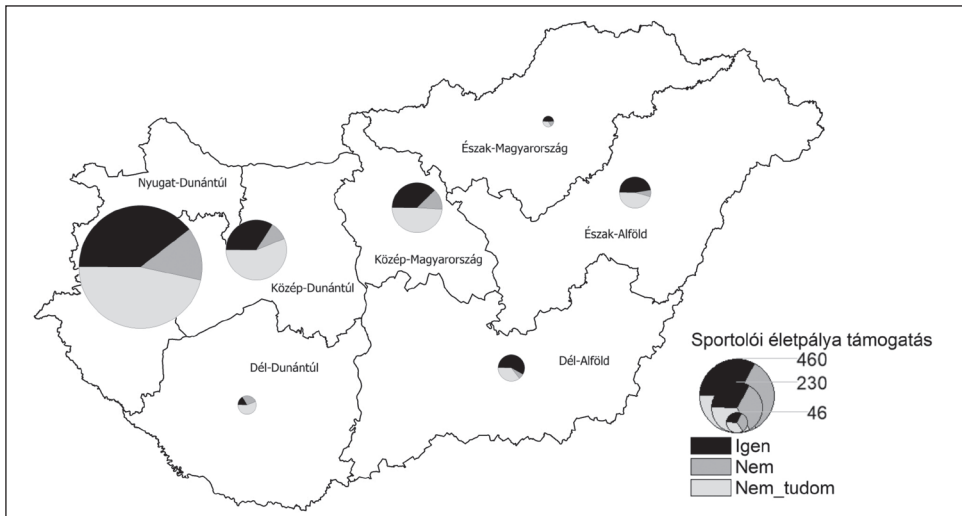 Észak-Magyarország
Nyugat-Dunántúl
Észak-Alföld
Közép-Magyarország
Közép-Dunántúl
Dél-Alföld
Dél-Dunántúl
Sportolói életpálya támogatás
460
230
46
Igen
Nem
Nem_tudom